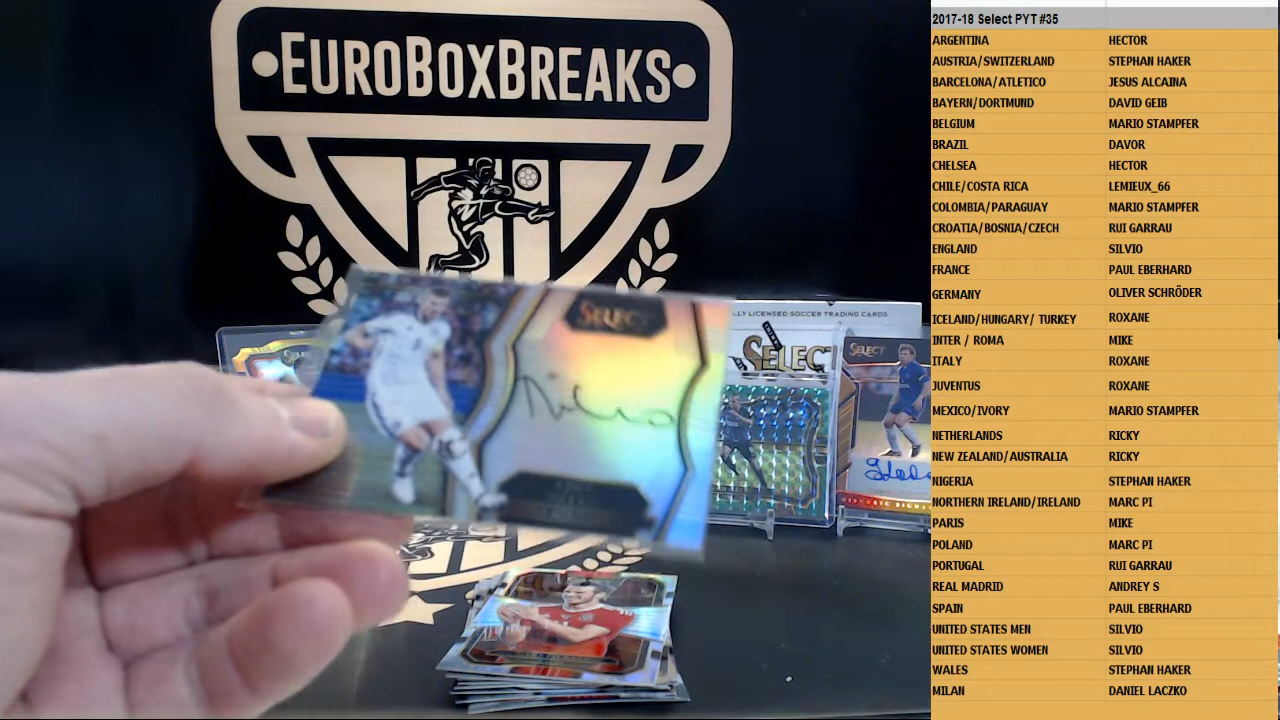 •EUROBOXBREAKS•
SELECT
LLY LICENSED SOCCER TRADING CARDS
SELECT
SELECT
2017-18 Select PYT #35
ARGENTINA HECTOR
AUSTRIA/SWITZERLAND STEPHAN HAKER
BARCELONA/ATLETICO JESUS ALCAINA
BAYERN/DORTMUND DAVID GEIB
BELGIUM MARIO STAMPFER
BRAZIL DAVOR
CHELSEA HECTOR
CHILE/COSTA RICA LEMIEUX_66
COLOMBIA/PARAGUAY MARIO STAMPFER
CROATIA/BOSNIA/CZECH RUI GARRAU
ENGLAND SILVIO
FRANCE PAUL EBERHARD
GERMANY OLIVER SCHRÖDER
ICELAND/HUNGARY/ TURKEY ROXANE
INTER / ROMA MIKE
ITALY ROXANE
JUVENTUS ROXANE
MEXICO/IVORY MARIO STAMPFER
NETHERLANDS RICKY
NEW ZEALAND/AUSTRALIA RICKY
NIGERIA STEPHAN HAKER
NORTHERN IRELAND/IRELAND MARC PI
PARIS MIKE
POLAND MARC PI
PORTUGAL RUI GARRAU
REAL MADRID ANDREY S
SPAIN PAUL EBERHARD
UNITED STATES MEN SILVIO
UNITED STATES WOMEN SILVIO
WALES STEPHAN HAKER
MILAN DANIEL LACZKO